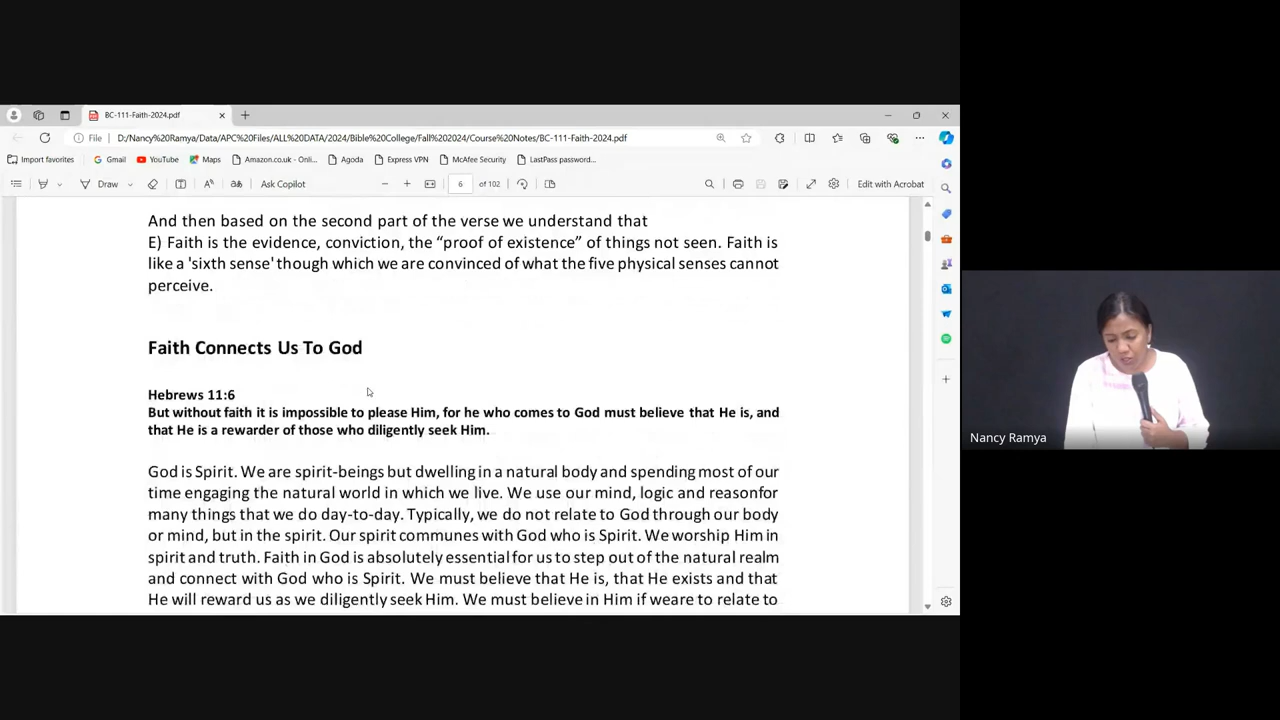 BC-111-Faith-2024.pdf
File
D:/Nancy%20Ramya/Data/APC%20Files/ALL%20DATA/2024/Bible%20College/Fall%202024/Course%20Notes/BC-111-Faith-2024.pdf
Import favorites Gmail YouTube Maps Amazon.co.uk - Onli... Agoda Express VPN McAfee Security LastPass password...
Draw Ask Copilot 6 of 102 Edit with Acrobat
And then based on the second part of the verse we understand that
E) Faith is the evidence, conviction, the “proof of existence” of things not seen. Faith is
like a 'sixth sense' though which we are convinced of what the five physical senses cannot
perceive.
Faith Connects Us To God
Hebrews 11:6
But without faith it is impossible to please Him, for he who comes to God must believe that He is, and
that He is a rewarder of those who diligently seek Him.
God is Spirit. We are spirit-beings but dwelling in a natural body and spending most of our
time engaging the natural world in which we live. We use our mind, logic and reasonfor
many things that we do day-to-day. Typically, we do not relate to God through our body
or mind, but in the spirit. Our spirit communes with God who is Spirit. We worship Him in
spirit and truth. Faith in God is absolutely essential for us to step out of the natural realm
and connect with God who is Spirit. We must believe that He is, that He exists and that
He will reward us as we diligently seek Him. We must believe in Him if weare to relate to
Nancy Ramya